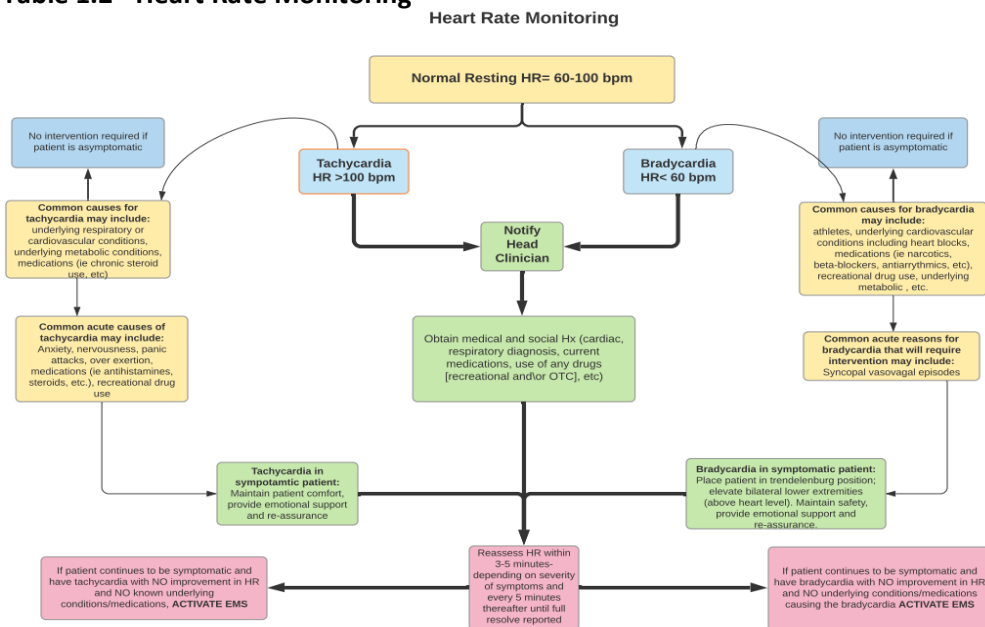 Table 1.2 Heart Rate Monitoring
Heart Rate Monitoring
Normal Resting HR= 60-100 bpm
No intervention required if
patient is asymptomatic
Tachycardia
HR >100 bpm
Bradycardia
HR< 60 bpm
No intervention required if
patient is asymptomatic
Common causes for
tachycardia may include:
underlying respiratory or
cardiovascular conditions,
underlying metabolic conditions,
medications (ie chronic steroid
use, etc)
Notify
Head
Clinician
Common causes for bradycardia
may include:
athletes, underlying cardiovascular
conditions including heart blocks,
medications (ie narcotics,
beta-blockers, antiarrythmics, etc),
recreational drug use, underlying
metabolic , etc.
Common acute causes of
tachycardia may include:
Anxiety, nervousness, panic
attacks, over exertion,
medications (ie antihistamines,
steroids, etc.), recreational drug
use
Obtain medical and social Hx (cardiac,
respiratory diagnosis, current
medications, use of any drugs
[recreational and\or OTC], etc)
Common acute reasons for
bradycardia that will require
intervention may include:
Syncopal vasovagal episodes
Tachycardia in
sympotamtic patient:
Maintain patient comfort,
provide emotional support
and re-assurance
Bradycardia in symptomatic patient:
Place patient in trendelenburg position;
elevate bilateral lower extremities
(above heart level). Maintain safety,
provide emotional support and
re-assurance.
If patient continues to be symptomatic and
have tachycardia with NO improvement in HR
and NO known underlying
conditions/medications, ACTIVATE EMS
Reassess HR within
3-5 minutes-
depending on severity
of symptoms and
every 5 minutes
thereafter until full
resolve reported
If patient continues to be symptomatic and
have bradycardia with NO improvement in HR
and NO underlying conditions/medications
causing the bradycardia ACTIVATE EMS